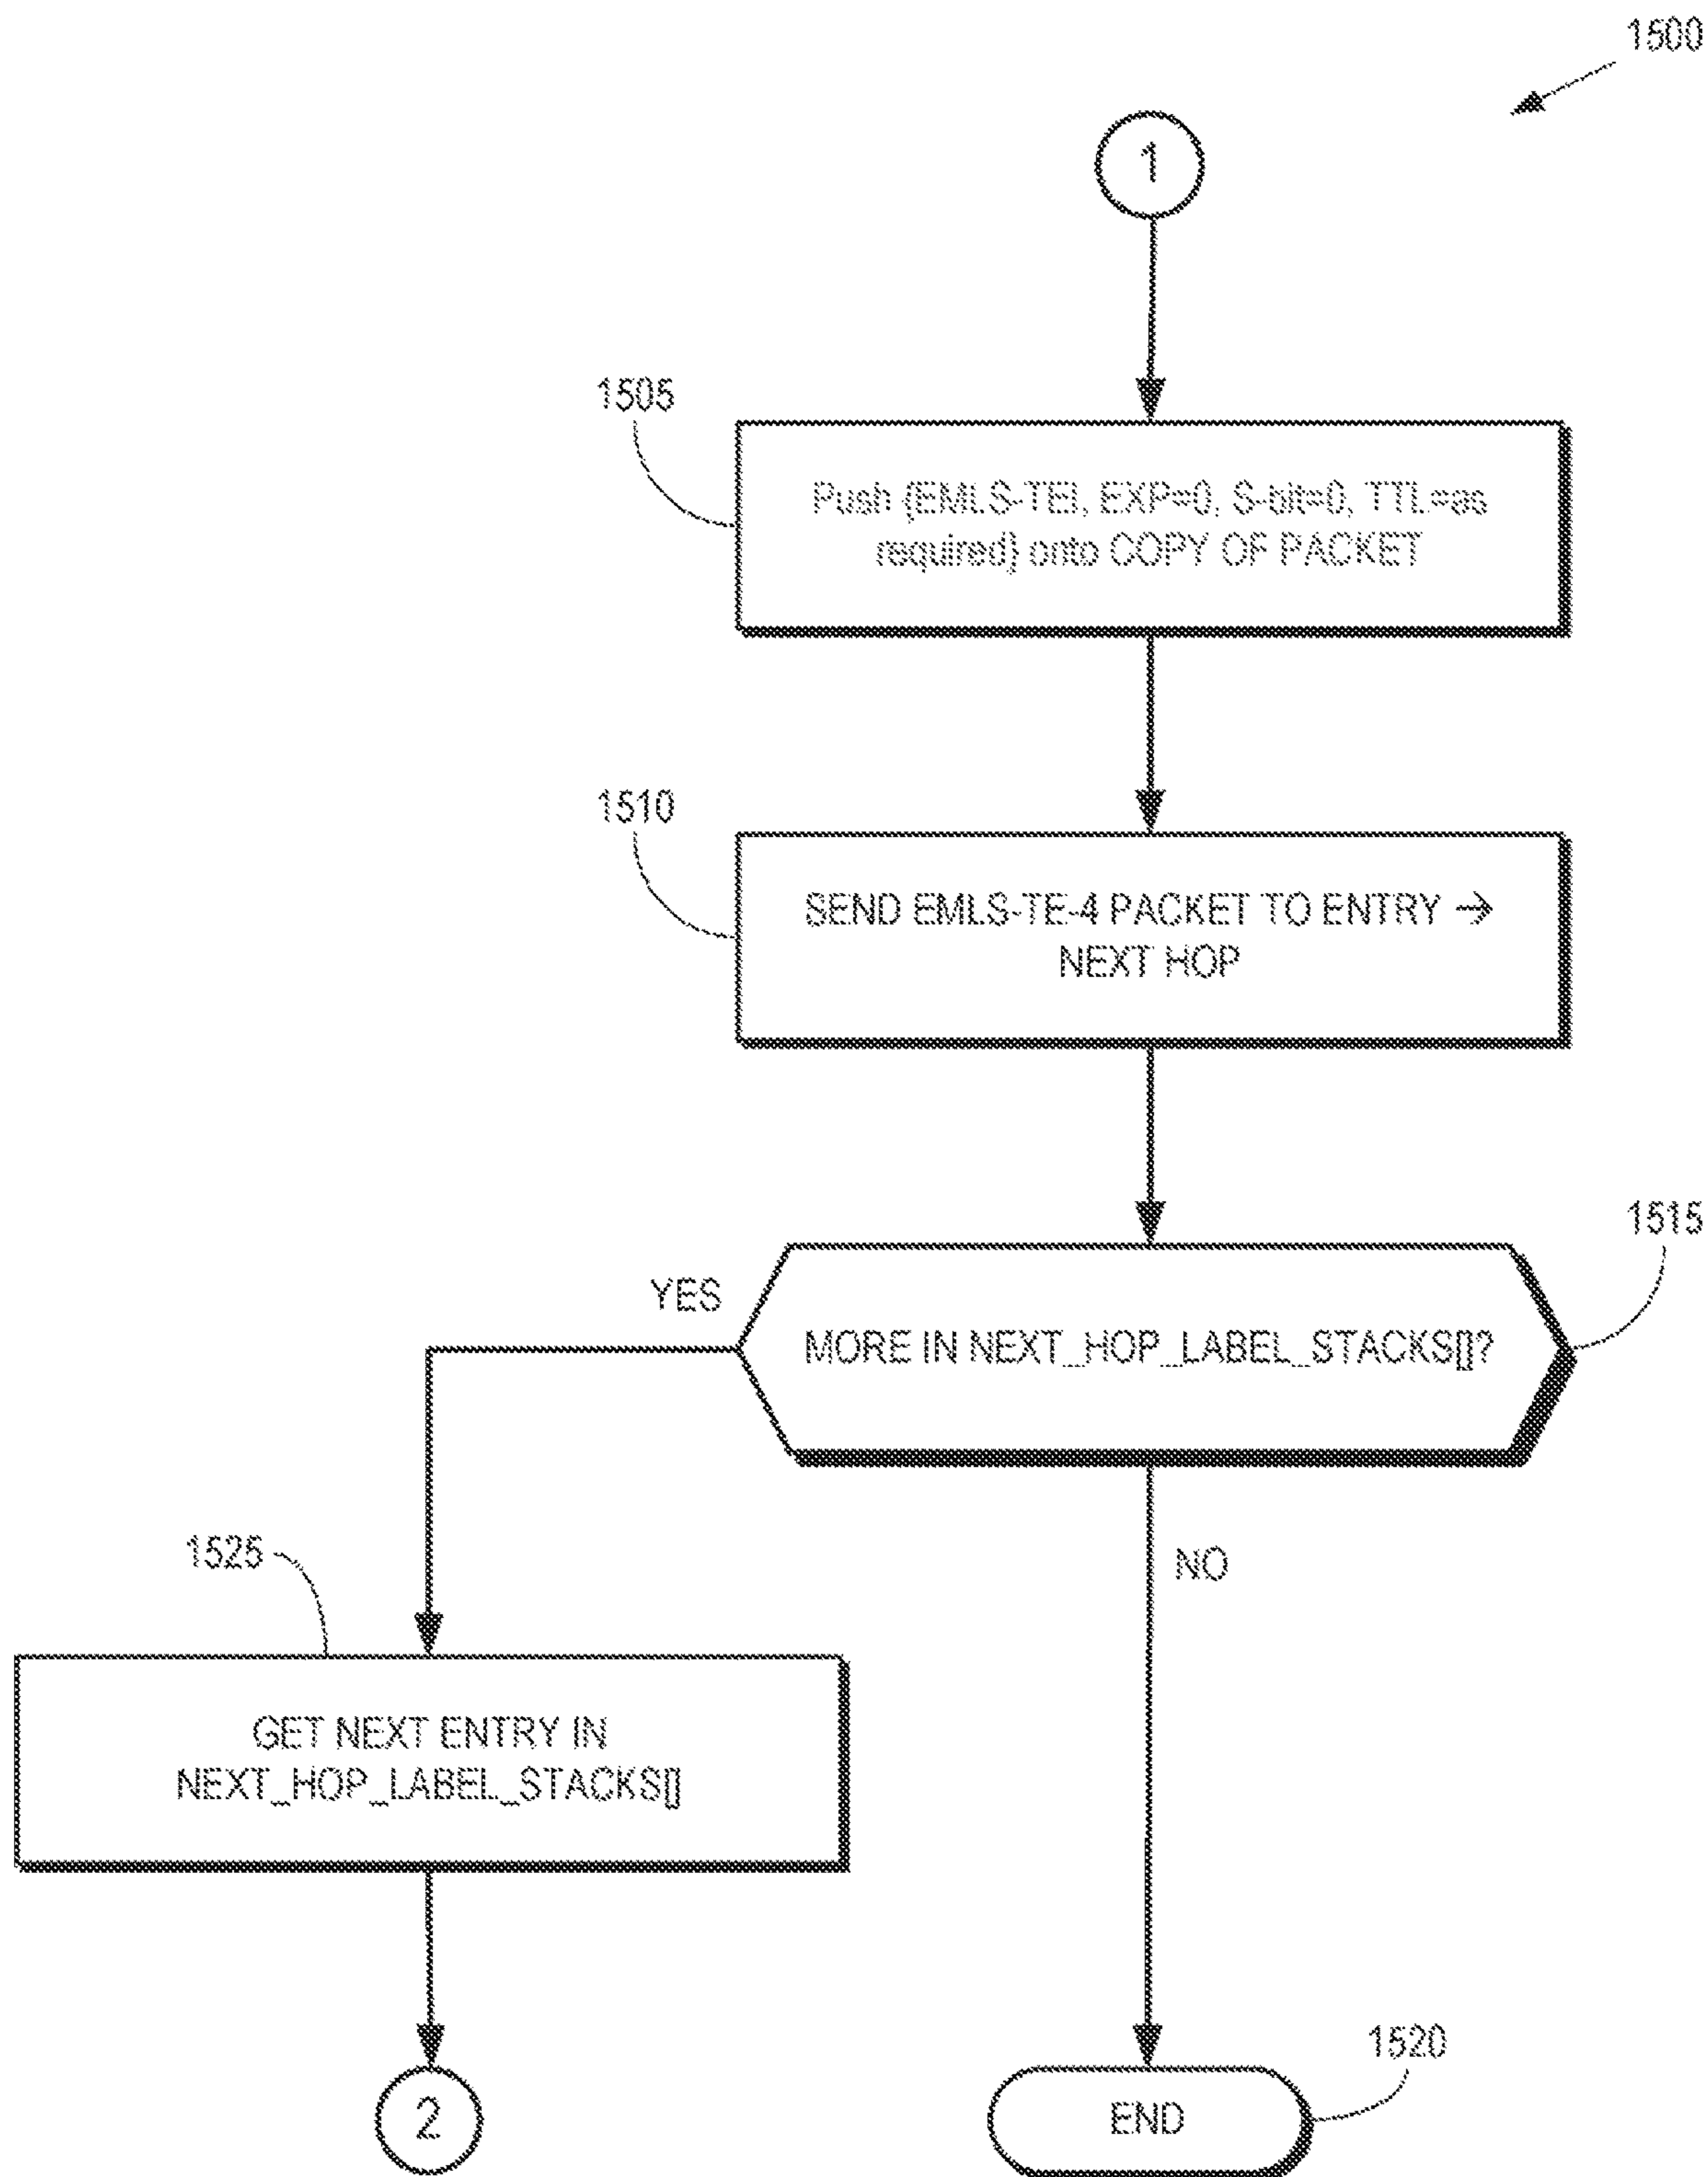 1500
1
1505
Push {EMLS-TEI, EXP=0, S-bit=0, TTL=as
required} onto COPY OF PACKET
1510
SEND EMLS-TE-4 PACKET TO ENTRY →
NEXT HOP
1515
YES
MORE IN NEXT_HOP_LABEL_STACKS[]?
1525
NO
GET NEXT ENTRY IN
NEXT_HOP_LABEL_STACKS[]
1520
2
END